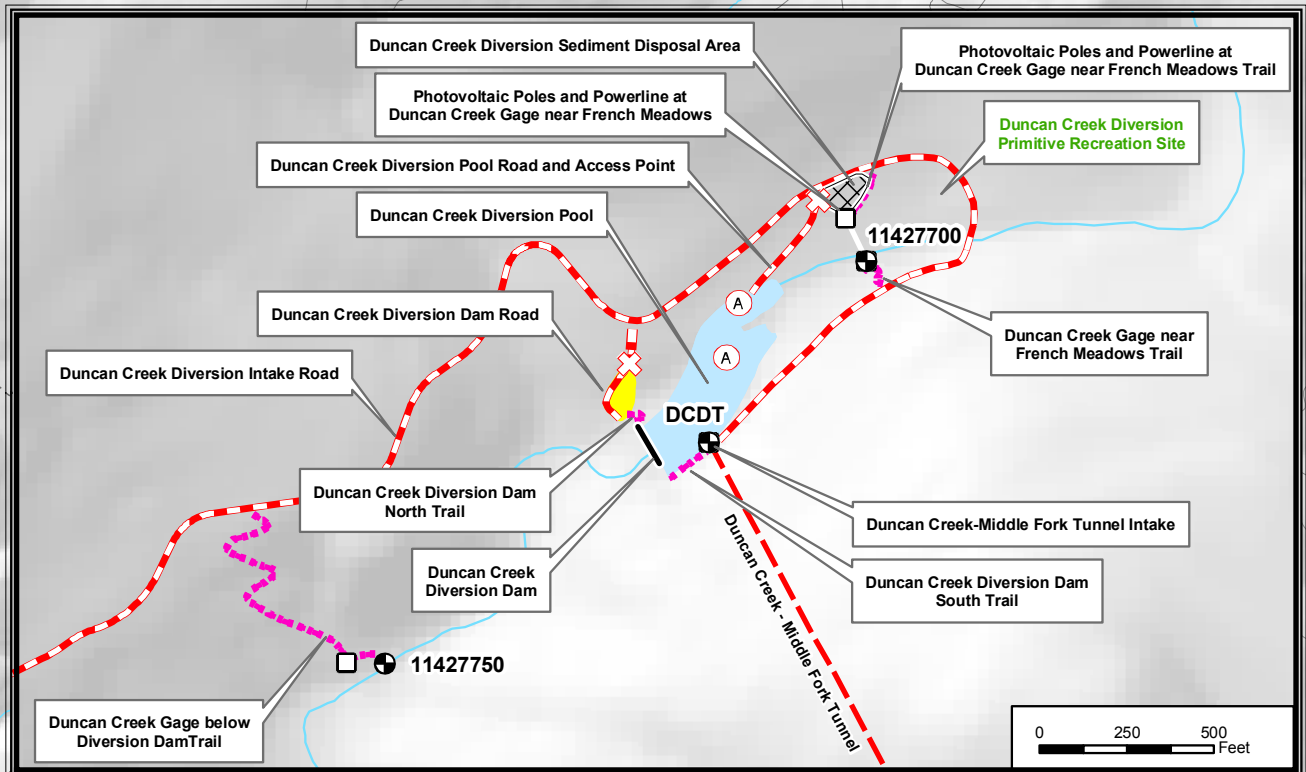 Duncan Creek Diversion Sediment Disposal Area
Photovoltaic Poles and Powerline at
Duncan Creek Gage near French Meadows Trail
Photovoltaic Poles and Powerline at
Duncan Creek Gage near French Meadows
Duncan Creek Diversion
Primitive Recreation Site
Duncan Creek Diversion Pool Road and Access Point
Duncan Creek Diversion Pool
11427700
A
Duncan Creek Diversion Dam Road
Duncan Creek Gage near
French Meadows Trail
A
Duncan Creek Diversion Intake Road
DCDT
Duncan Creek Diversion Dam
North Trail
Duncan Creek-Middle Fork Tunnel Intake
Duncan Creek
Diversion Dam
Duncan Creek Diversion Dam
South Trail
Duncan Creek - Middle Fork Tunnel
11427750
Duncan Creek Gage below
Diversion DamTrail
0 250 500
Feet